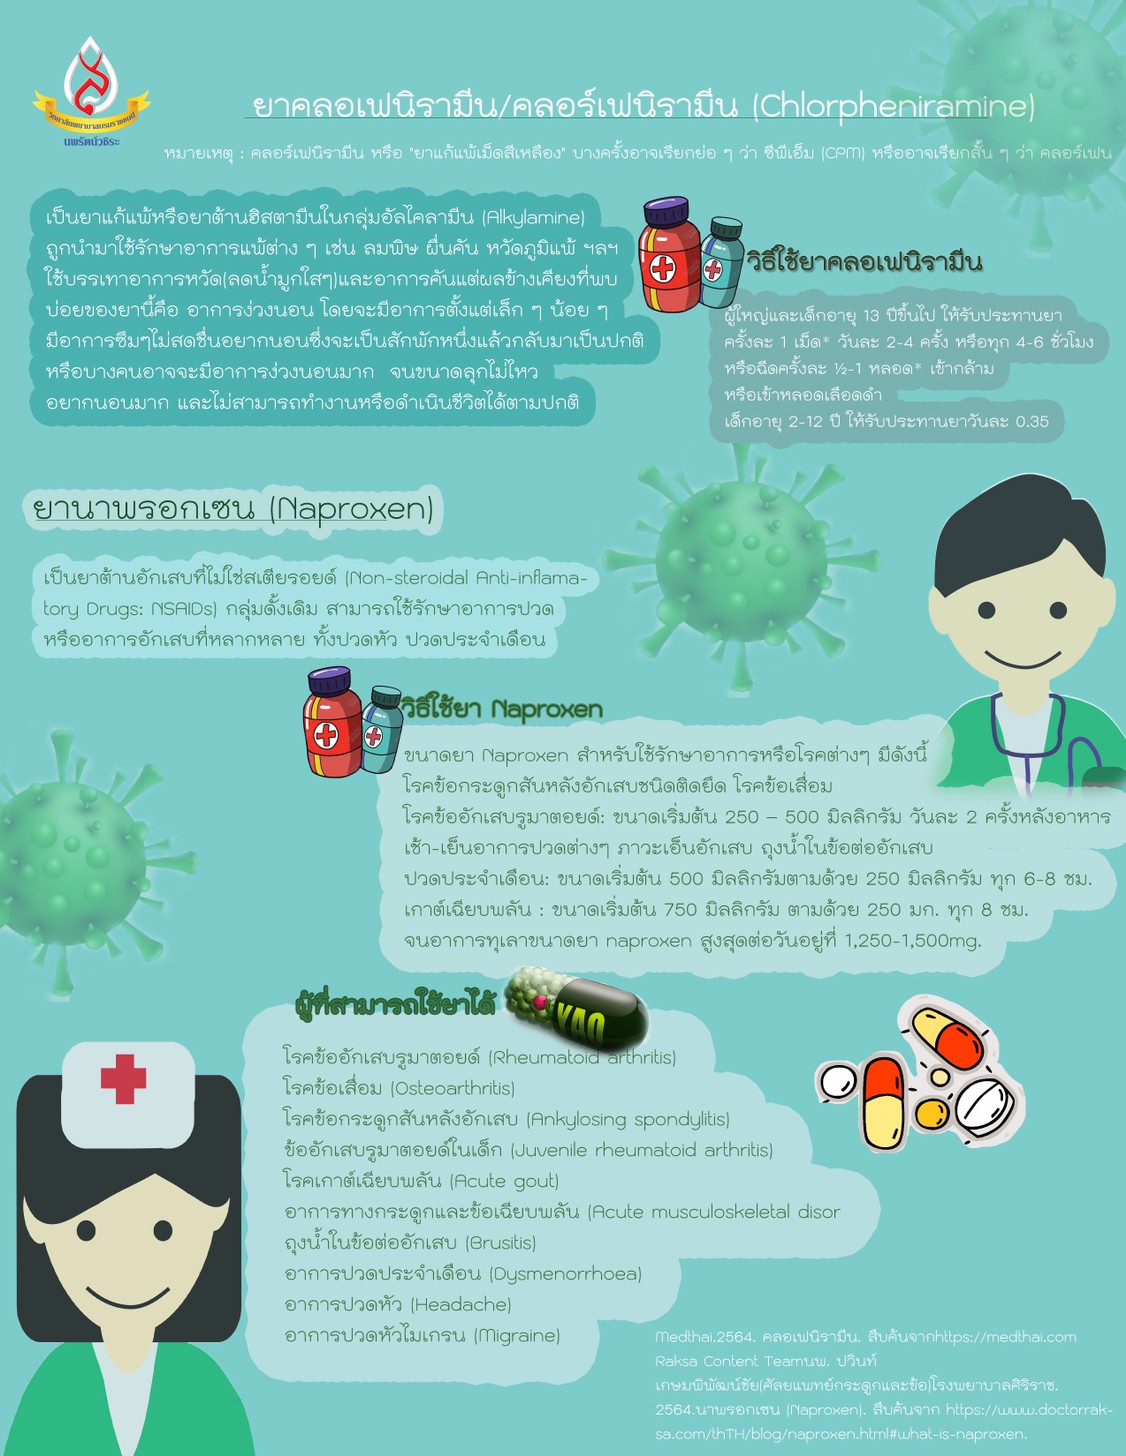 วิทยาลัยพยาบาลบรมราชชนนี
นพรัตน์วชิระ
ยาคลอเฟนิรามีน/คลอร์เฟนิรามีน (Chlorpheniramine)
หมายเหตุ : คลอร์เฟนิรามีน หรือ "ยาแก้แพ้เม็ดสีเหลือง" บางครั้งอาจเรียกย่อ ๆ ว่า ซีพีเอ็ม (CPM) หรืออาจเรียกสั้น ๆ ว่า คลอร์เฟน
เป็นยาแก้แพ้หรือยาต้านฮิสตามีนในกลุ่มอัลไคลามีน (Alkylamine)
ถูกนำมาใช้รักษาอาการแพ้ต่าง ๆ เช่น ลมพิษ ผื่นคัน หวัดภูมิแพ้ ฯลฯ
ใช้บรรเทาอาการหวัด(ลดน้ำมูกใสๆ)และอาการคันแต่ผลข้างเคียงที่พบ
บ่อยของยานี้คือ อาการง่วงนอน โดยจะมีอาการตั้งแต่เล็ก ๆ น้อย ๆ
มีอาการซึมๆไม่สดชื่นอยากนอนซึ่งจะเป็นสักพักหนึ่งแล้วกลับมาเป็นปกติ
หรือบางคนอาจจะมีอาการง่วงนอนมาก จนขนาดลุกไม่ไหว
อยากนอนมาก และไม่สามารถทำงานหรือดำเนินชีวิตได้ตามปกติ
วิธีใช้ยาคลอเฟนิรามีน
ผู้ใหญ่และเด็กอายุ 13 ปีขึ้นไป ให้รับประทานยา
ครั้งละ 1 เม็ด* วันละ 2-4 ครั้ง หรือทุก 4-6 ชั่วโมง
หรือฉีดครั้งละ ½-1 หลอด* เข้ากล้าม
หรือเข้าหลอดเลือดดำ
เด็กอายุ 2-12 ปี ให้รับประทานยาวันละ 0.35
ยานาพรอกเซน (Naproxen)
เป็นยาต้านอักเสบที่ไม่ใช่สเตียรอยด์ (Non-steroidal Anti-inflama-
tory Drugs: NSAIDs) กลุ่มดั้งเดิม สามารถใช้รักษาอาการปวด
หรืออาการอักเสบที่หลากหลาย ทั้งปวดหัว ปวดประจำเดือน
วิธีใช้ยา Naproxen
ขนาดยา Naproxen สำหรับใช้รักษาอาการหรือโรคต่างๆ มีดังนี้
โรคข้อกระดูกสันหลังอักเสบชนิดติดยึด โรคข้อเสื่อม
โรคข้ออักเสบรูมาตอยด์: ขนาดเริ่มต้น 250 – 500 มิลลิกรัม วันละ 2 ครั้งหลังอาหาร
เช้า-เย็นอาการปวดต่างๆ ภาวะเอ็นอักเสบ ถุงน้ำในข้อต่ออักเสบ
ปวดประจำเดือน: ขนาดเริ่มต้น 500 มิลลิกรัมตามด้วย 250 มิลลิกรัม ทุก 6-8 ชม.
เกาต์เฉียบพลัน : ขนาดเริ่มต้น 750 มิลลิกรัม ตามด้วย 250 มก. ทุก 8 ชม.
จนอาการทุเลาขนาดยา naproxen สูงสุดต่อวันอยู่ที่ 1,250-1,500mg.
ผู้ที่สามารถใช้ยาได้
YAO
โรคข้ออักเสบรูมาตอยด์ (Rheumatoid arthritis)
โรคข้อเสื่อม (Osteoarthritis)
โรคข้อกระดูกสันหลังอักเสบ (Ankylosing spondylitis)
ข้ออักเสบรูมาตอยด์ในเด็ก (Juvenile rheumatoid arthritis)
โรคเกาต์เฉียบพลัน (Acute gout)
อาการทางกระดูกและข้อเฉียบพลัน (Acute musculoskeletal disor
ถุงน้ำในข้อต่ออักเสบ (Brusitis)
อาการปวดประจำเดือน (Dysmenorrhoea)
อาการปวดหัว (Headache)
อาการปวดหัวไมเกรน (Migraine)
Medthai.2564. คลอเฟนิรามีน. สืบค้นจากhttps://medthai.com
Raksa Content Teamนพ. ปวินท์
เกษมพิพัฒน์ชัย(ศัลยแพทย์กระดูกและข้อ)โรงพยาบาลศิริราช.
2564.นาพรอกเซน (Naproxen). สืบค้นจาก https://www.doctorrak-
sa.com/thTH/blog/naproxen.html#what-is-naproxen.